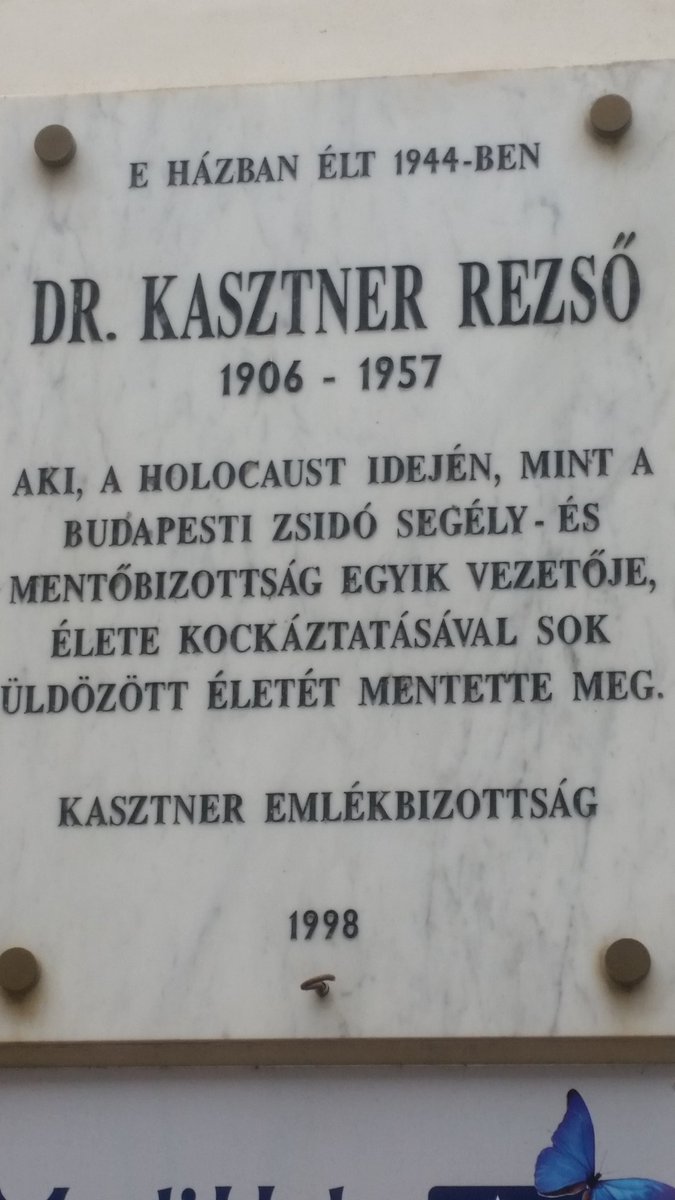 E HÁZBAN ÉLT 1944-BEN
DR. KASZTNER REZSŐ
1906 - 1957
AKI, A HOLOCAUST IDEJÉN, MINT A
BUDAPESTI ZSIDÓ SEGÉLY- ÉS
MENTŐBIZOTTSÁG EGYIK VEZETŐJE,
ÉLETE KOCKÁZTATÁSÁVAL SOK
ÜLDÖZÖTT ÉLETÉT MENTETTE MEG.
KASZTNER EMLÉKBIZOTTSÁG
1998